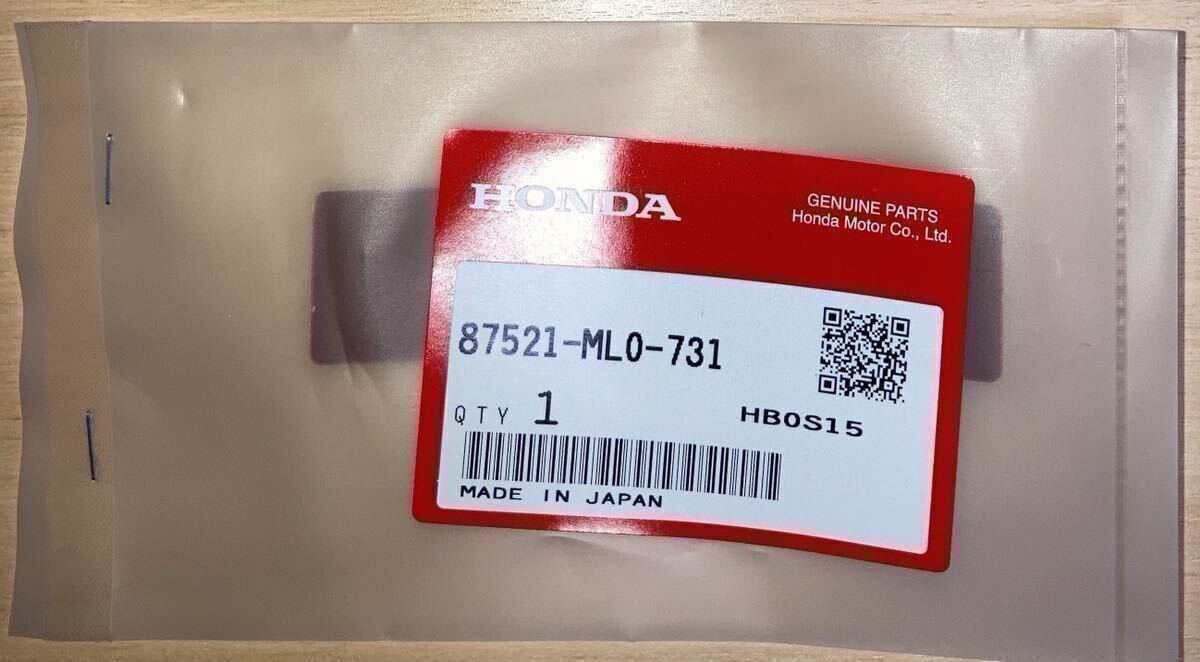 HONDA
GENUINE PARTS
Honda Motor Co., Ltd.
87521-ML0-731
QTY 1
HB0S15
MADE IN JAPAN